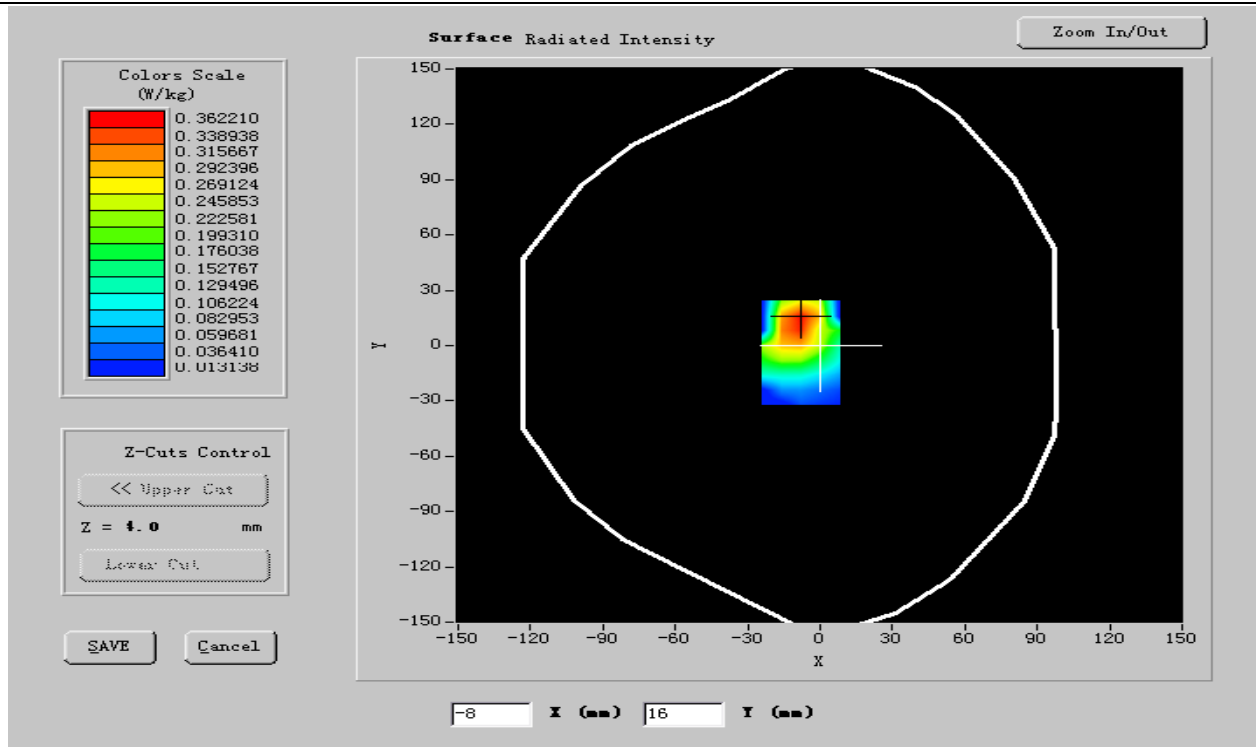 Surface Radiated Intensity
Zoom In/Out
Colors Scale
(W/kg)
0.362210
0.338938
0.315667
0.292396
0.269124
0.245853
0.222581
0.199310
0.176038
0.152767
0.129496
0.106224
0.082953
0.059681
0.036410
0.013138
Z-Cuts Control
<< Upper Cut
Z = 4.0 mm
Lower Cut
SAVE
Cancel
150
120
90
60
30
0
-30
-60
-90
-120
-150
Y
-150 -120 -90 -60 -30 0 30 60 90 120 150
X
-8 X (mm) 16 Y (mm)